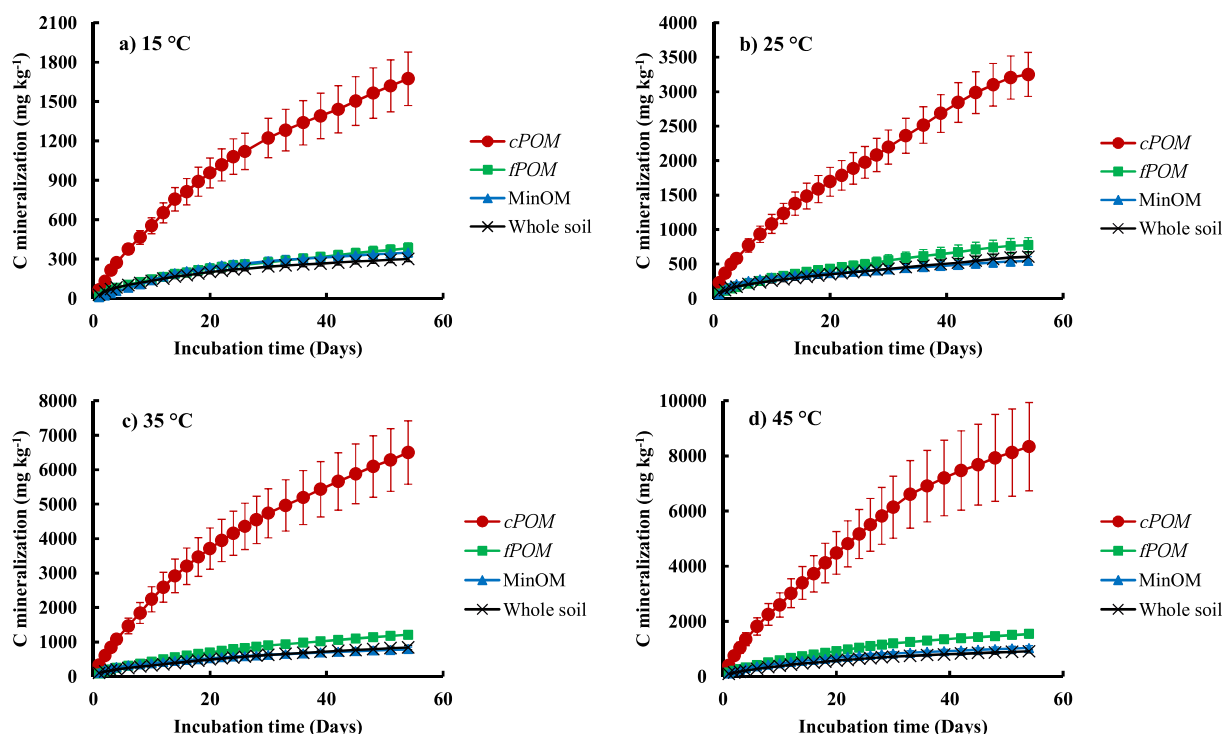 a) 15 °C
C mineralization (mg kg⁻¹)
2100
1800
1500
1200
900
600
300
0
0 20 40 60
Incubation time (Days)
cPOM
fPOM
MinOM
Whole soil
b) 25 °C
C mineralization (mg kg⁻¹)
4000
3500
3000
2500
2000
1500
1000
500
0
0 20 40 60
Incubation time (Days)
cPOM
fPOM
MinOM
Whole soil
c) 35 °C
C mineralization (mg kg⁻¹)
8000
7000
6000
5000
4000
3000
2000
1000
0
0 20 40 60
Incubation time (Days)
cPOM
fPOM
MinOM
Whole soil
d) 45 °C
C mineralization (mg kg⁻¹)
10000
8000
6000
4000
2000
0
0 20 40 60
Incubation time (Days)
cPOM
fPOM
MinOM
Whole soil